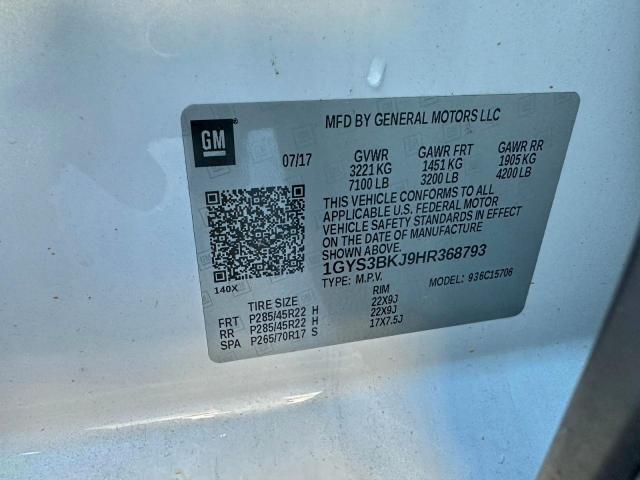 MFD BY GENERAL MOTORS LLC
GM
07/17 GVWR GAWR FRT GAWR RR
3221 KG 1451 KG 1905 KG
7100 LB 3200 LB 4200 LB
THIS VEHICLE CONFORMS TO ALL
APPLICABLE U.S. FEDERAL MOTOR
VEHICLE SAFETY STANDARDS IN EFFECT
ON THE DATE OF MANUFACTURE
SHOWN ABOVE.
1GYS3BKJ9HR368793
140X TYPE: M.P.V. MODEL: 936C15706
TIRE SIZE RIM
FRT P285/45R22 H 22X9J
RR P285/45R22 H 22X9J
SPA P265/70R17 S 17X7.5J